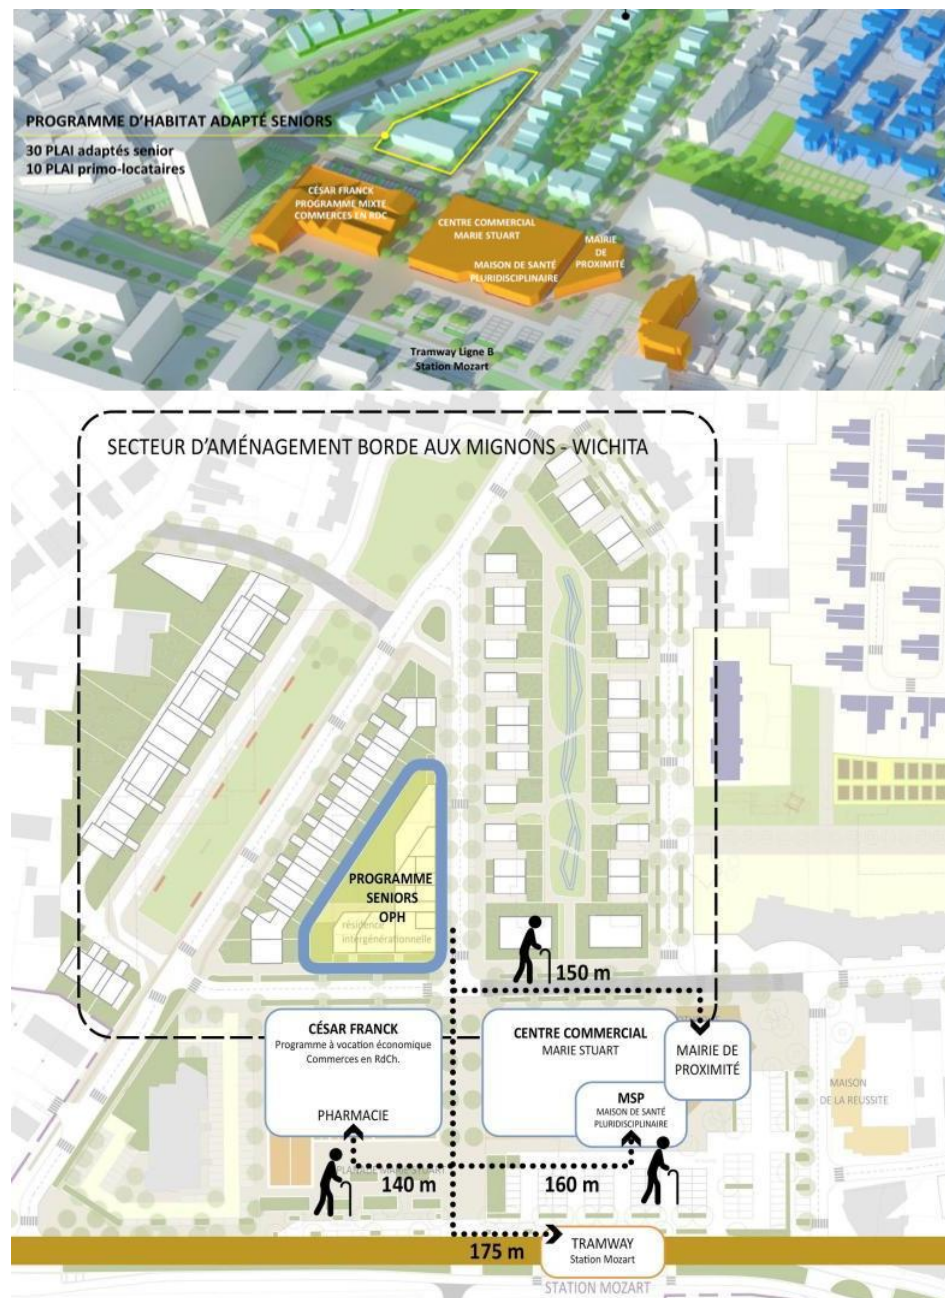 PROGRAMME D'HABITAT ADAPTÉ SENIORS
30 PLAI adaptés senior
10 PLAI primo-locataires
CÉSAR FRANCK
PROGRAMME MIXTE
COMMERCES EN RDC
CENTRE COMMERCIAL
MARIE STUART
MAIRIE
DE
PROXIMITÉ
MAISON DE SANTÉ
PLURIDISCIPLINAIRE
Tramway Ligne B
Station Mozart
SECTEUR D'AMÉNAGEMENT BORDE AUX MIGNONS - WICHITA
PROGRAMME
SENIORS
OPH
résidence
intergénérationnelle
150 m
CÉSAR FRANCK
Programme à vocation économique
Commerces en RdCh.
PHARMACIE
CENTRE COMMERCIAL
MARIE STUART
MAIRIE DE
PROXIMITÉ
MSP
MAISON DE SANTÉ
PLURIDISCIPLINAIRE
MAISON
DE LA REUSSITE
MARIE STUART
140 m
160 m
175 m
TRAMWAY
Station Mozart
STATION MOZART